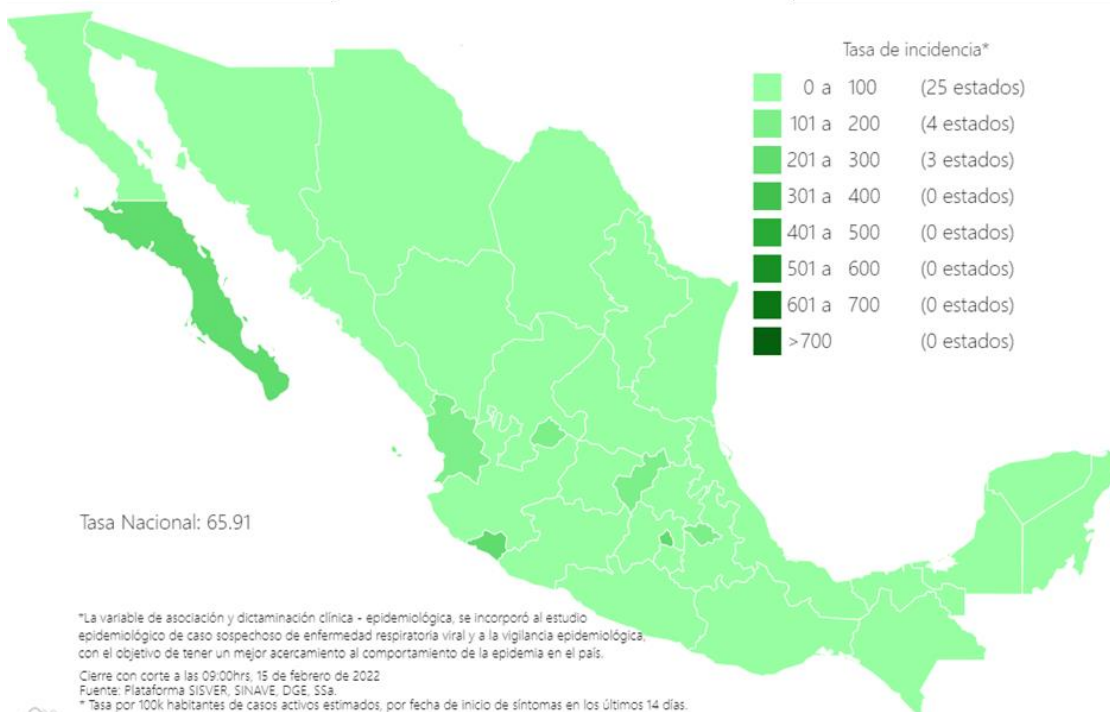 Tasa de incidencia*
0 a 100 (25 estados)
101 a 200 (4 estados)
201 a 300 (3 estados)
301 a 400 (0 estados)
401 a 500 (0 estados)
501 a 600 (0 estados)
601 a 700 (0 estados)
>700 (0 estados)
Tasa Nacional: 65.91
*La variable de asociación y dictaminación clínica - epidemiológica, se incorporó al estudio
epidemiológico de caso sospechoso de enfermedad respiratoria viral y a la vigilancia epidemiológica,
con el objetivo de tener un mejor acercamiento al comportamiento de la epidemia en el país.
Cierre con corte a las 09:00hrs, 15 de febrero de 2022
Fuente: Plataforma SISVER, SINAVE, DGE, SSa.
* Tasa por 100k habitantes de casos activos estimados, por fecha de inicio de síntomas en los últimos 14 días.